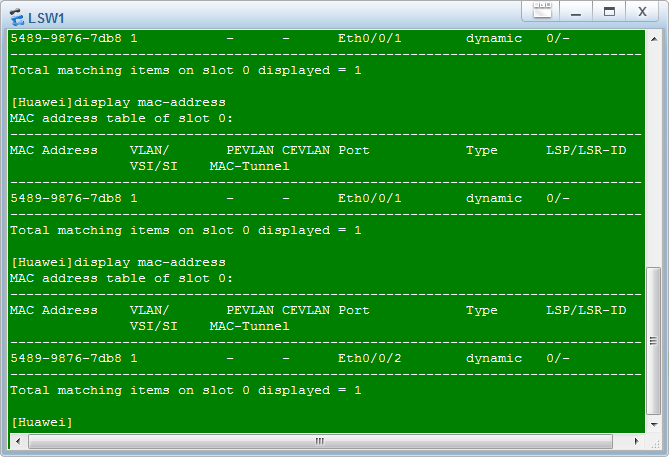 LSW1
5489-9876-7db8 1 - - Eth0/0/1 dynamic 0/-
-------------------------------------------------------------------------------
Total matching items on slot 0 displayed = 1
[Huawei]display mac-address
MAC address table of slot 0:
-------------------------------------------------------------------------------
MAC Address VLAN/ PEVLAN CEVLAN Port Type LSP/LSR-ID
VSI/SI MAC-Tunnel
-------------------------------------------------------------------------------
5489-9876-7db8 1 - - Eth0/0/1 dynamic 0/-
-------------------------------------------------------------------------------
Total matching items on slot 0 displayed = 1
[Huawei]display mac-address
MAC address table of slot 0:
-------------------------------------------------------------------------------
MAC Address VLAN/ PEVLAN CEVLAN Port Type LSP/LSR-ID
VSI/SI MAC-Tunnel
-------------------------------------------------------------------------------
5489-9876-7db8 1 - - Eth0/0/2 dynamic 0/-
-------------------------------------------------------------------------------
Total matching items on slot 0 displayed = 1
[Huawei]